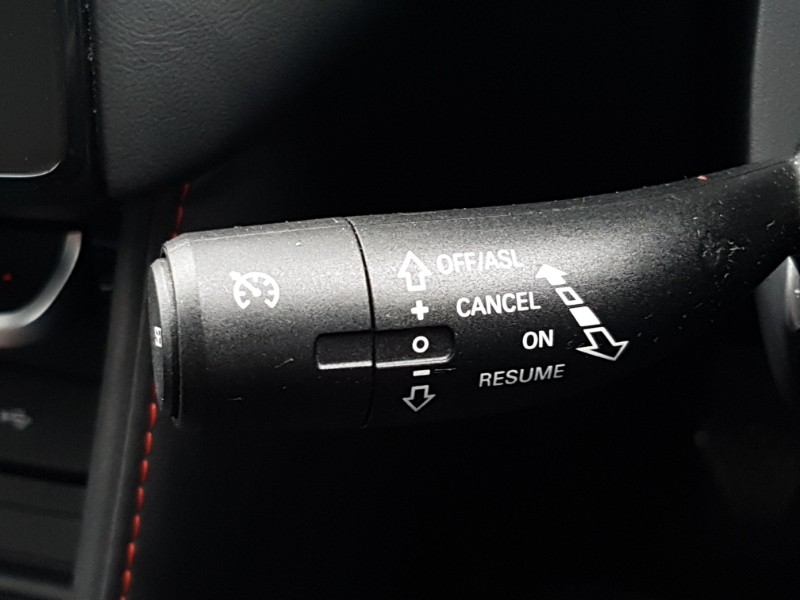 OFF/ASL
+ CANCEL
O ON
- RESUME